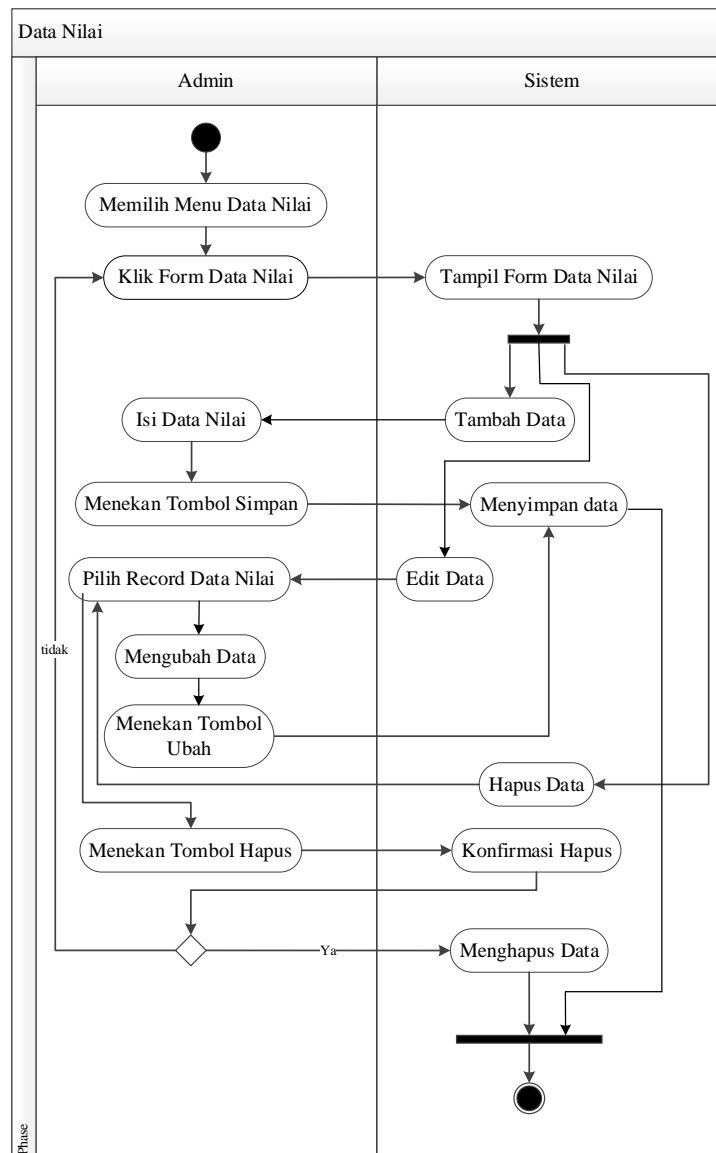 Data Nilai
Admin
Sistem
Memilih Menu Data Nilai
Klik Form Data Nilai
Tampil Form Data Nilai
Isi Data Nilai
Tambah Data
Menekan Tombol Simpan
Menyimpan data
Pilih Record Data Nilai
Edit Data
tidak
Mengubah Data
Menekan Tombol
Ubah
Hapus Data
Menekan Tombol Hapus
Konfirmasi Hapus
Ya
Menghapus Data
Phase